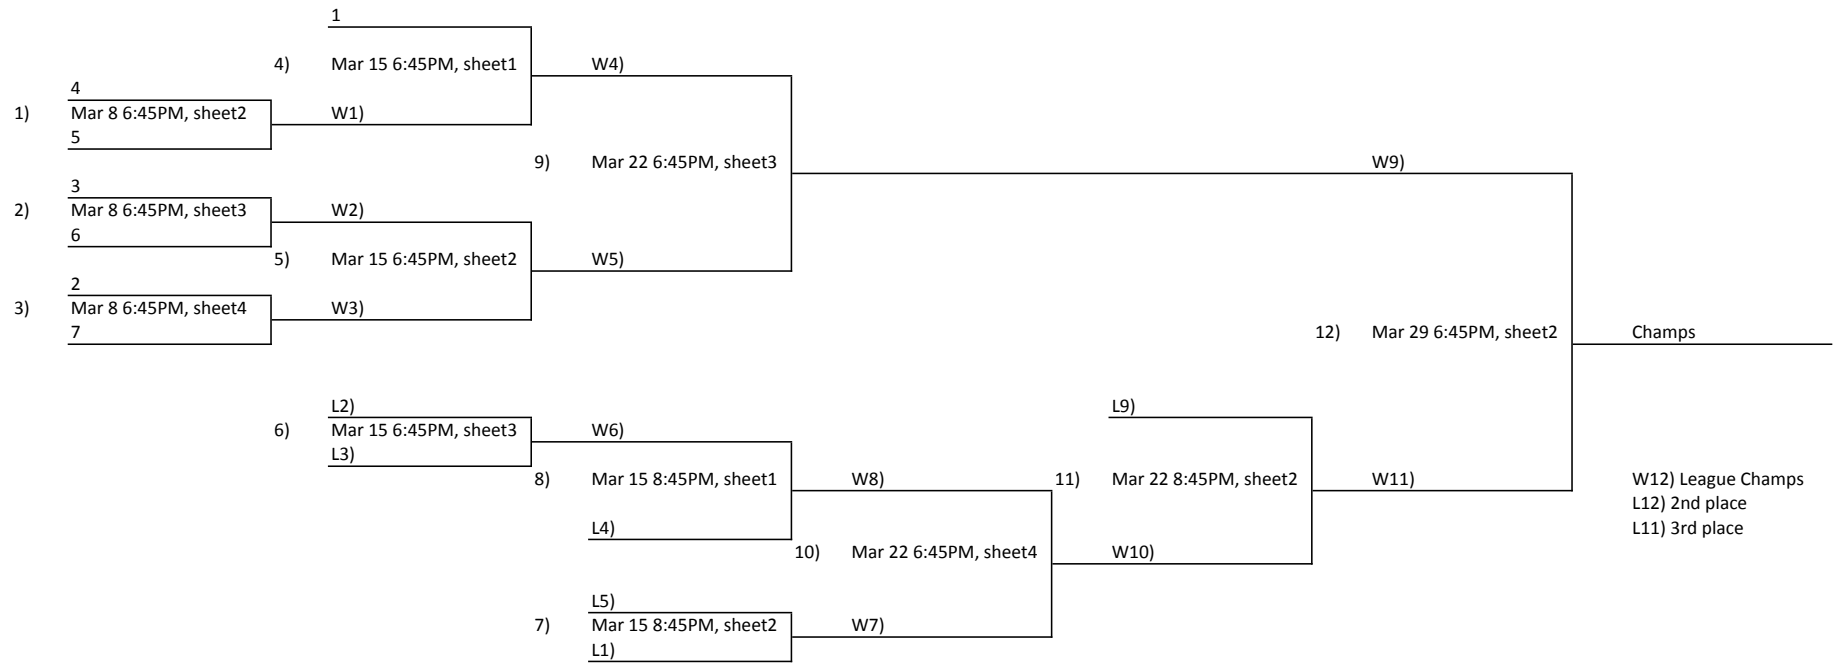 1
4) Mar 15 6:45PM, sheet1 W4)
4
1) Mar 8 6:45PM, sheet2 W1)
5
9) Mar 22 6:45PM, sheet3 W9)
3
2) Mar 8 6:45PM, sheet3 W2)
6
5) Mar 15 6:45PM, sheet2 W5)
2
3) Mar 8 6:45PM, sheet4 W3)
7
12) Mar 29 6:45PM, sheet2 Champs
L2) L9)
6) Mar 15 6:45PM, sheet3 W6)
L3)
8) Mar 15 8:45PM, sheet1 W8) 11) Mar 22 8:45PM, sheet2 W11) W12) League Champs
L12) 2nd place
L4) L11) 3rd place
10) Mar 22 6:45PM, sheet4 W10)
L5)
7) Mar 15 8:45PM, sheet2 W7)
L1)